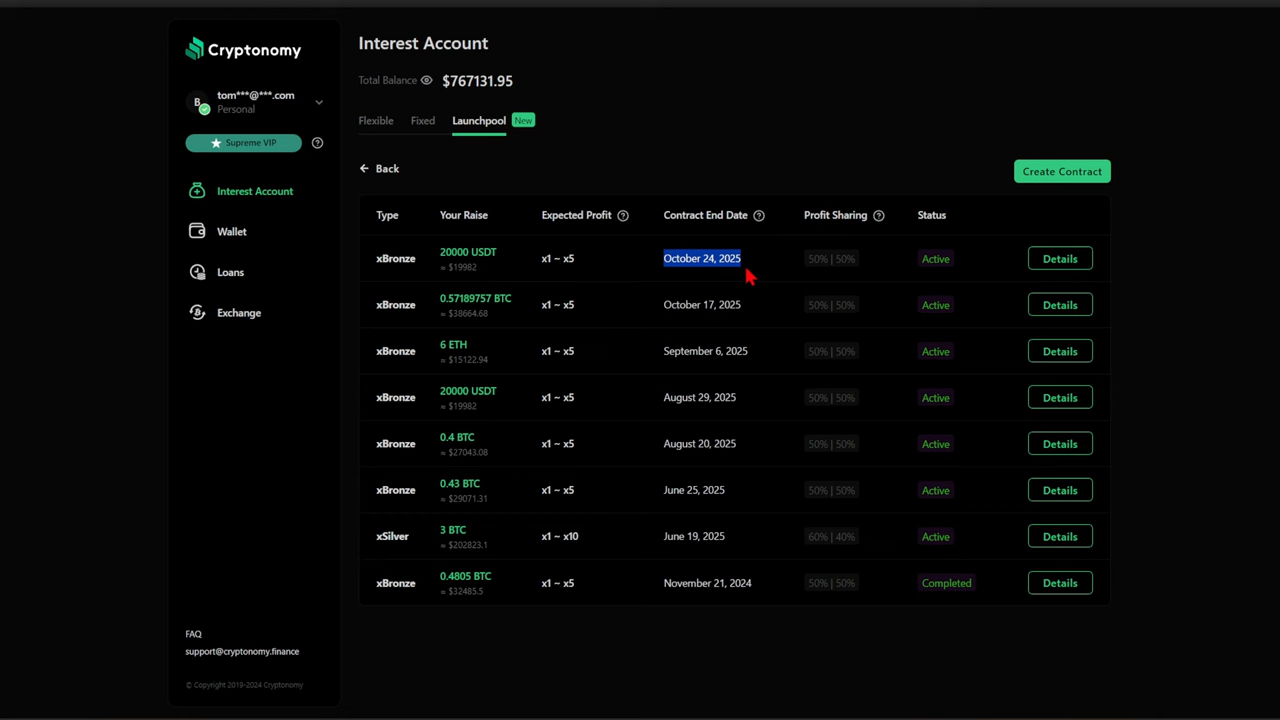 Cryptonomy
tom***@***.com
Personal
B
Supreme VIP
Interest Account
Wallet
Loans
Exchange
FAQ
support@cryptonomy.finance
© Copyright 2019-2024 Cryptonomy
Interest Account
Total Balance $767131.95
Flexible Fixed Launchpool New
Back
Create Contract
Type Your Raise Expected Profit Contract End Date Profit Sharing Status
xBronze 20000 USDT x1 ~ x5 October 24, 2025 50% | 50% Active Details
≈ $19982
xBronze 0.57189757 BTC x1 ~ x5 October 17, 2025 50% | 50% Active Details
≈ $38664.68
xBronze 6 ETH x1 ~ x5 September 6, 2025 50% | 50% Active Details
≈ $15122.94
xBronze 20000 USDT x1 ~ x5 August 29, 2025 50% | 50% Active Details
≈ $19982
xBronze 0.4 BTC x1 ~ x5 August 20, 2025 50% | 50% Active Details
≈ $27043.08
xBronze 0.43 BTC x1 ~ x5 June 25, 2025 50% | 50% Active Details
≈ $29071.31
xSilver 3 BTC x1 ~ x10 June 19, 2025 60% | 40% Active Details
≈ $202823.1
xBronze 0.4805 BTC x1 ~ x5 November 21, 2024 50% | 50% Completed Details
≈ $32485.5